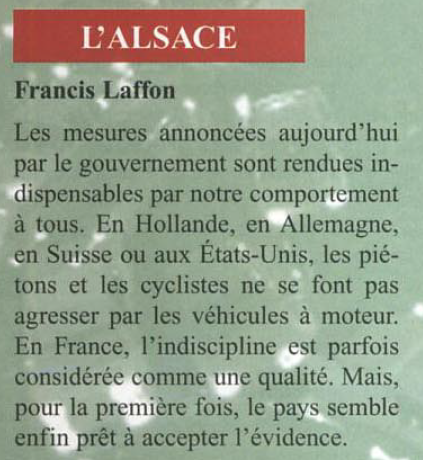 L'ALSACE
Francis Laffon
Les mesures annoncées aujourd'hui
par le gouvernement sont rendues in-
dispensables par notre comportement
à tous. En Hollande, en Allemagne,
en Suisse ou aux États-Unis, les pié-
tons et les cyclistes ne se font pas
agresser par les véhicules à moteur.
En France, l'indiscipline est parfois
considérée comme une qualité. Mais,
pour la première fois, le pays semble
enfin prêt à accepter l'évidence.